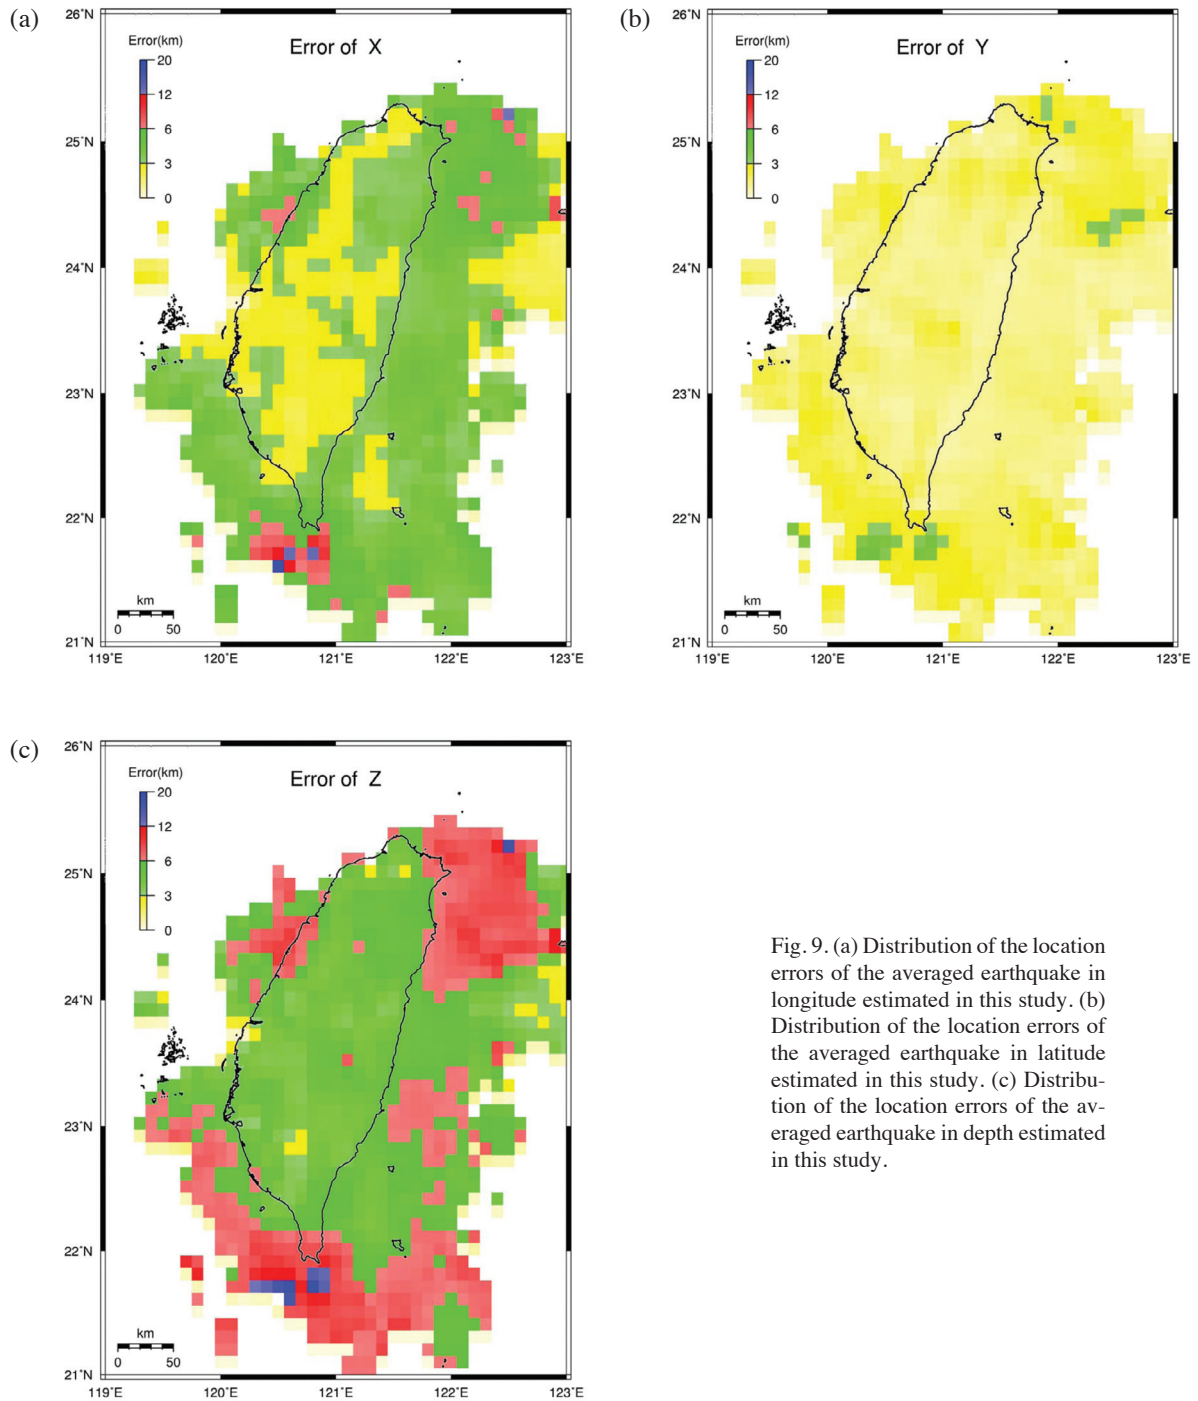 (a)
26°N
Error(km)
Error of X
20
12
6
3
0
25°N
24°N
23°N
22°N
km
0 50
21°N
119°E 120°E 121°E 122°E 123°E
(b)
26°N
Error(km)
Error of Y
20
12
6
3
0
25°N
24°N
23°N
22°N
km
0 50
21°N
119°E 120°E 121°E 122°E 123°E
(c)
26°N
Error(km)
Error of Z
20
12
6
3
0
25°N
24°N
23°N
22°N
km
0 50
21°N
119°E 120°E 121°E 122°E 123°E
Fig. 9. (a) Distribution of the location
errors of the averaged earthquake in
longitude estimated in this study. (b)
Distribution of the location errors of
the averaged earthquake in latitude
estimated in this study. (c) Distribu-
tion of the location errors of the av-
eraged earthquake in depth estimated
in this study.